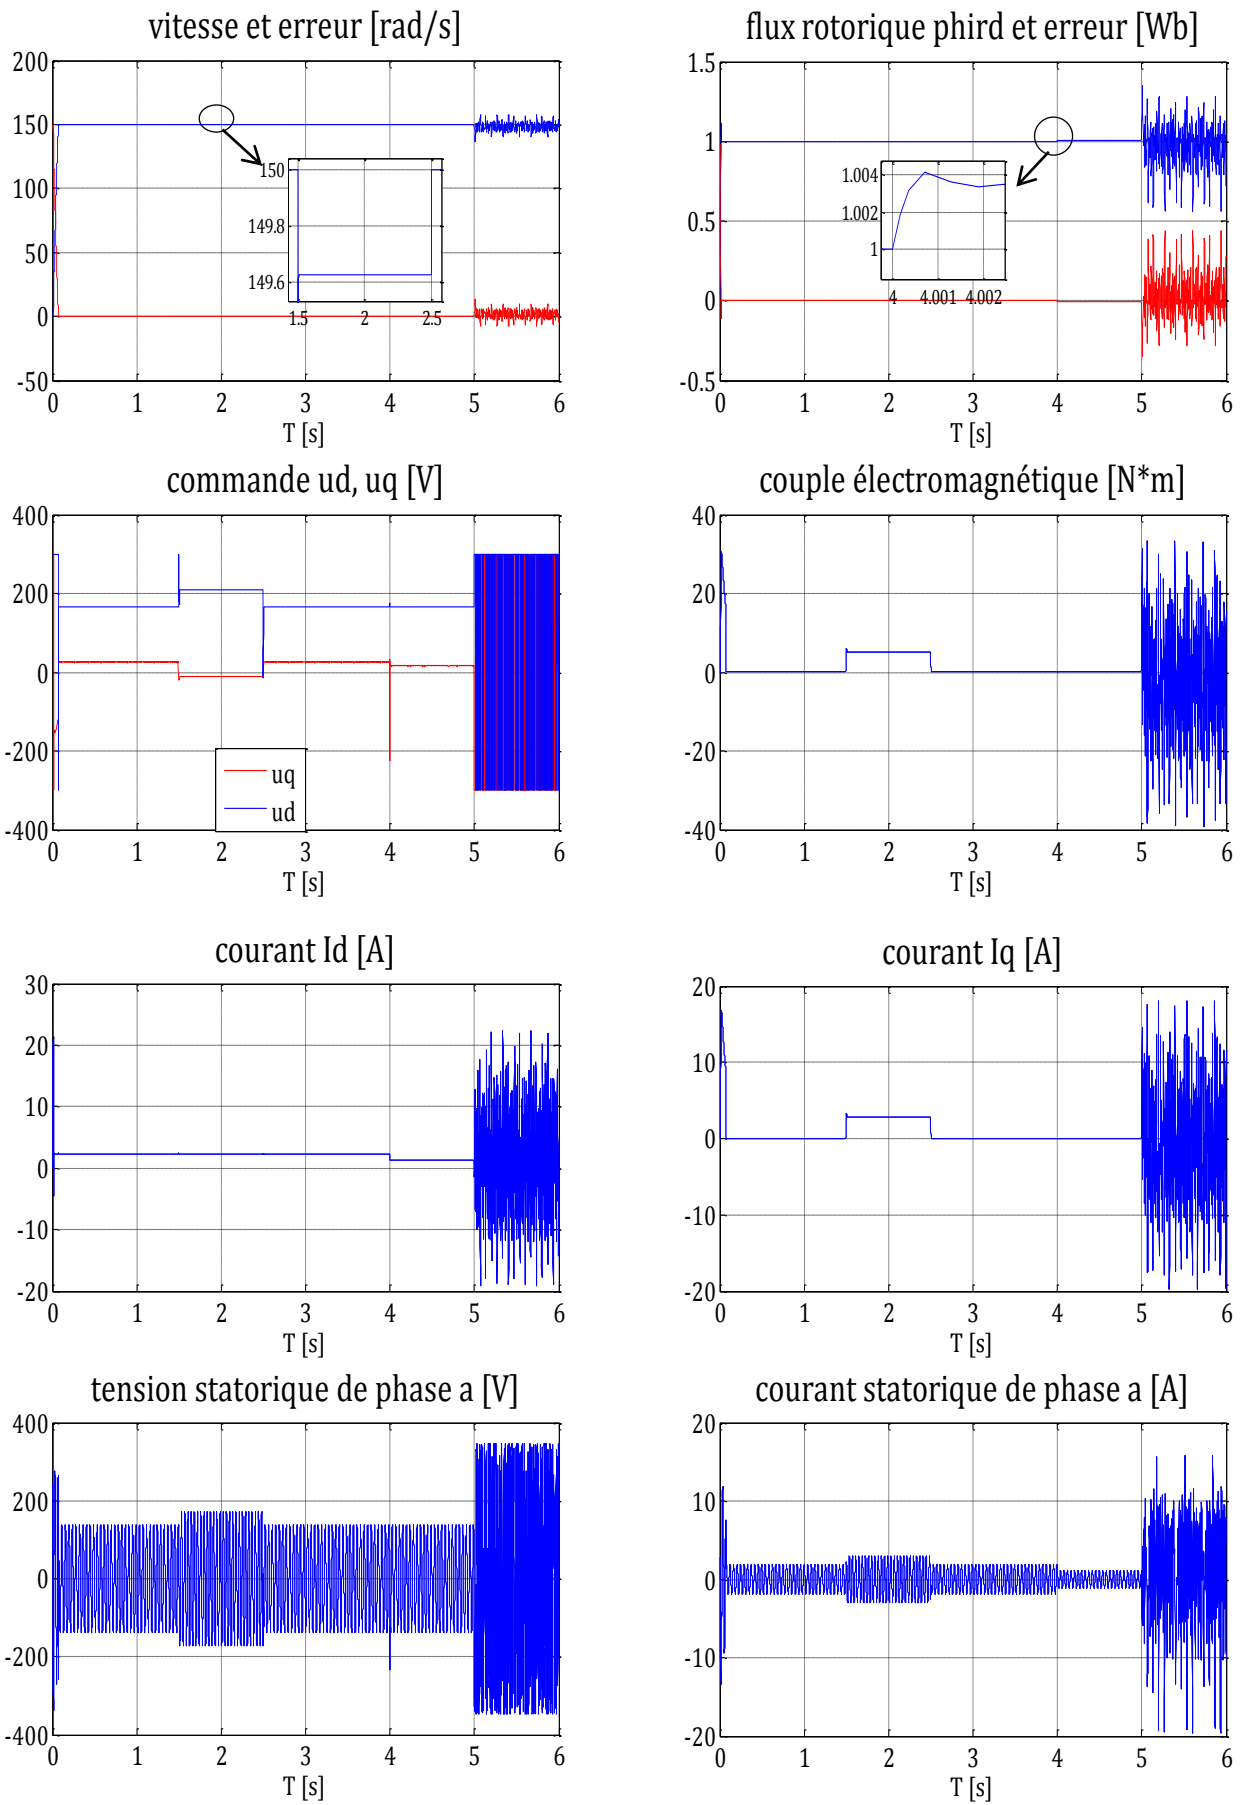 vitesse et erreur [rad/s]
200
150
100
50
0
-50
150
149.8
149.6
1.5 2 2.5
0 1 2 3 4 5 6
T [s]
flux rotorique phird et erreur [Wb]
1.5
1
0.5
0
-0.5
1.004
1.002
1
4 4.001 4.002
0 1 2 3 4 5 6
T [s]
commande ud, uq [V]
400
200
0
-200
-400
uq
ud
0 1 2 3 4 5 6
T [s]
couple électromagnétique [N*m]
40
20
0
-20
-40
0 1 2 3 4 5 6
T [s]
courant Id [A]
30
20
10
0
-10
-20
0 1 2 3 4 5 6
T [s]
courant Iq [A]
20
10
0
-10
-20
0 1 2 3 4 5 6
T [s]
tension statorique de phase a [V]
400
200
0
-200
-400
0 1 2 3 4 5 6
T [s]
courant statorique de phase a [A]
20
10
0
-10
-20
0 1 2 3 4 5 6
T [s]